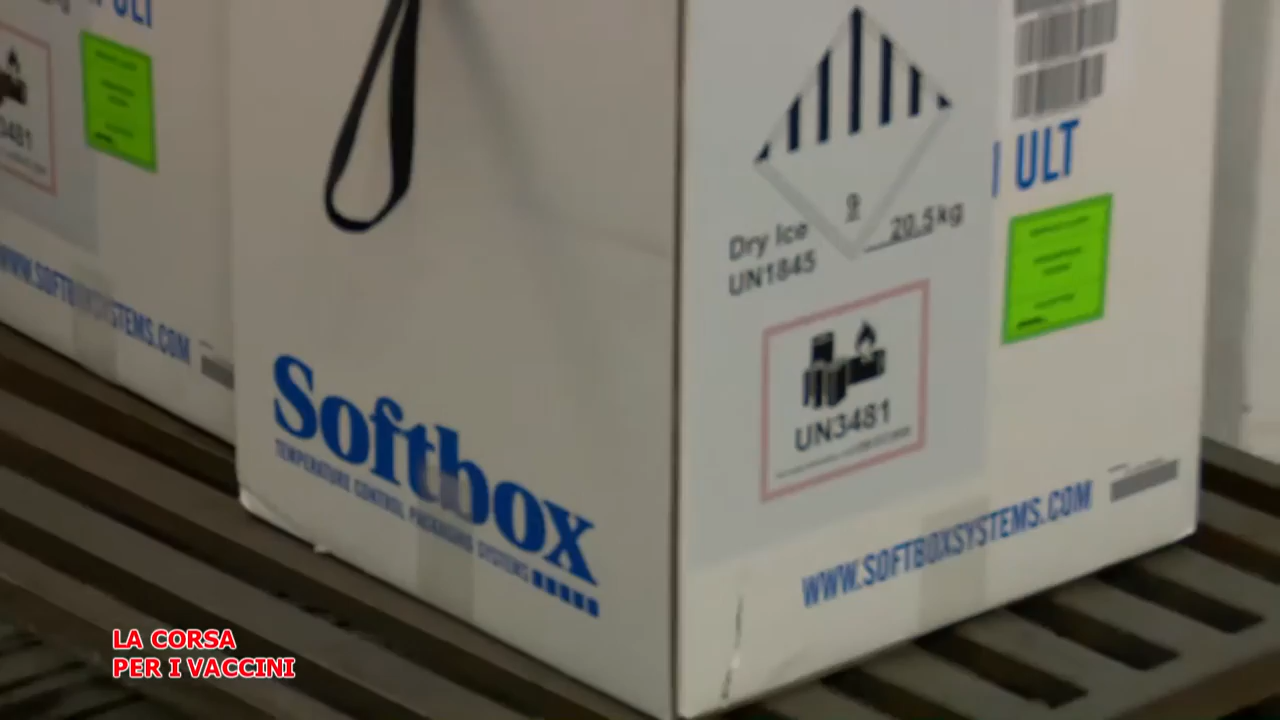 ULT
3481
WWW.SOFTBOXSYSTEMS.COM
Softbox
TEMPERATURE CONTROL PACKAGING SYSTEMS
9
Dry Ice
20.5kg
UN1845
UN3481
ULT
WWW.SOFTBOXSYSTEMS.COM
LA CORSA
PER I VACCINI